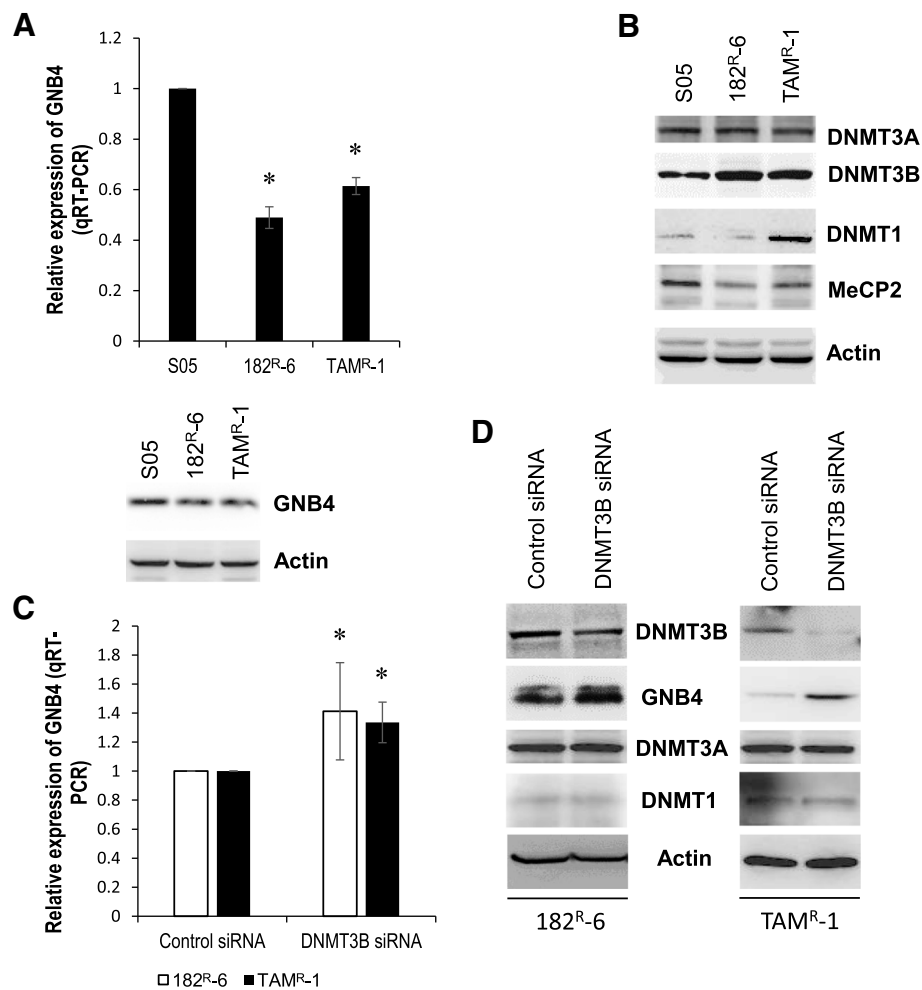 A
Relative expression of GNB4
(qRT-PCR)
1.2
1
0.8
0.6
0.4
0.2
0
*
*
S05
182ᴿ-6
TAMᴿ-1
S05
182ᴿ-6
TAMᴿ-1
GNB4
Actin
B
S05
182ᴿ-6
TAMᴿ-1
DNMT3A
DNMT3B
DNMT1
MeCP2
Actin
C
Relative expression of GNB4 (qRT-
PCR)
2
1.8
1.6
1.4
1.2
1
0.8
0.6
0.4
0.2
0
*
*
Control siRNA
DNMT3B siRNA
182ᴿ-6
TAMᴿ-1
D
Control siRNA
DNMT3B siRNA
Control siRNA
DNMT3B siRNA
DNMT3B
GNB4
DNMT3A
DNMT1
Actin
182ᴿ-6
TAMᴿ-1